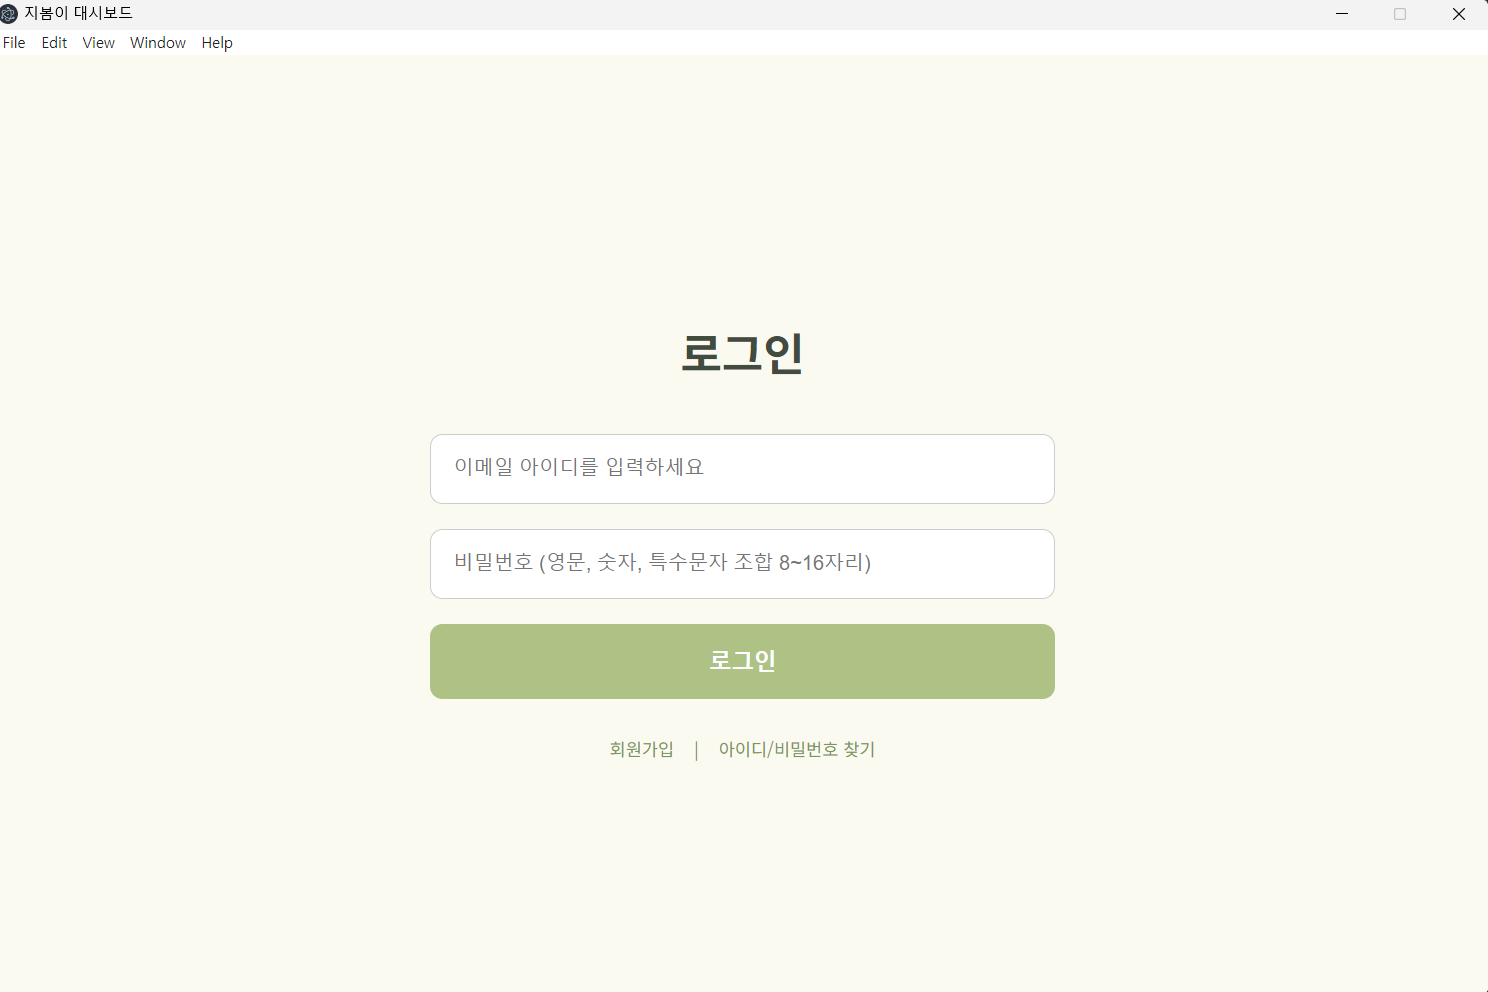 지봄이 대시보드
File Edit View Window Help
로그인
이메일 아이디를 입력하세요
비밀번호 (영문, 숫자, 특수문자 조합 8~16자리)
로그인
회원가입 | 아이디/비밀번호 찾기